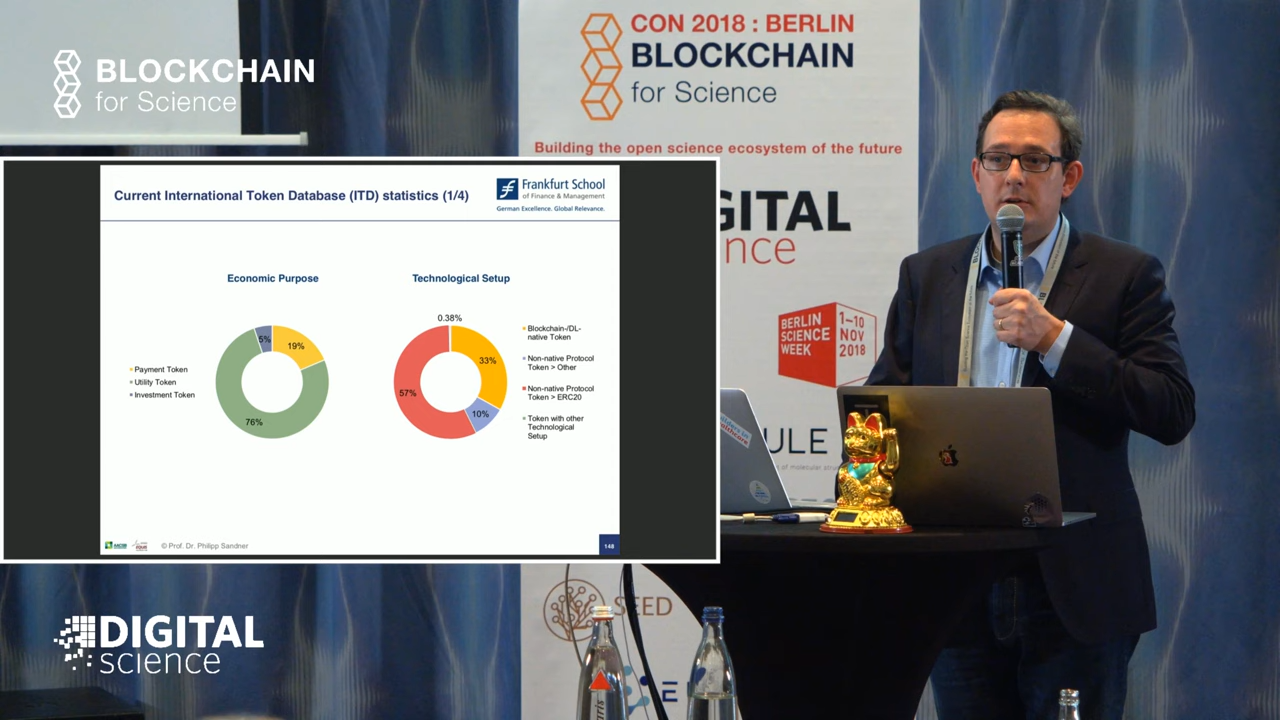 BLOCKCHAIN
for Science
CON 2018 : BERLIN
BLOCKCHAIN
for Science
Building the open science ecosystem of the future
GITAL
nce
BERLIN
SCIENCE
WEEK
1–10
NOV
2018
ULE
Current International Token Database (ITD) statistics (1/4)
Frankfurt School
of Finance & Management
German Excellence. Global Relevance.
Economic Purpose
5%
19%
76%
Payment Token
Utility Token
Investment Token
Technological Setup
0.38%
33%
57%
10%
Blockchain-/DL-
native Token
Non-native Protocol
Token > Other
Non-native Protocol
Token > ERC20
Token with other
Technological
Setup
© Prof. Dr. Philipp Sandner
148
SEED
DIGITAL
science